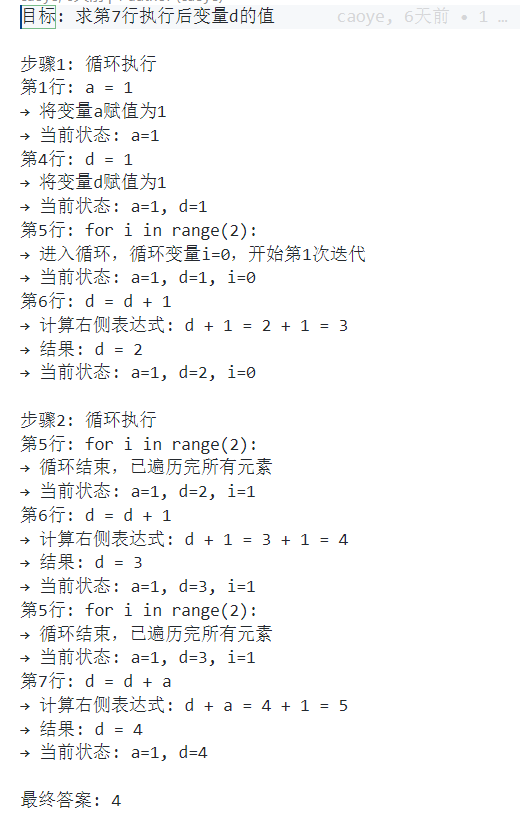 目标: 求第7行执行后变量d的值 caoye, 6天前 • 1 …
步骤1: 循环执行
第1行: a = 1
→ 将变量a赋值为1
→ 当前状态: a=1
第4行: d = 1
→ 将变量d赋值为1
→ 当前状态: a=1, d=1
第5行: for i in range(2):
→ 进入循环，循环变量i=0，开始第1次迭代
→ 当前状态: a=1, d=1, i=0
第6行: d = d + 1
→ 计算右侧表达式: d + 1 = 2 + 1 = 3
→ 结果: d = 2
→ 当前状态: a=1, d=2, i=0
步骤2: 循环执行
第5行: for i in range(2):
→ 循环结束，已遍历完所有元素
→ 当前状态: a=1, d=2, i=1
第6行: d = d + 1
→ 计算右侧表达式: d + 1 = 3 + 1 = 4
→ 结果: d = 3
→ 当前状态: a=1, d=3, i=1
第5行: for i in range(2):
→ 循环结束，已遍历完所有元素
→ 当前状态: a=1, d=3, i=1
第7行: d = d + a
→ 计算右侧表达式: d + a = 4 + 1 = 5
→ 结果: d = 4
→ 当前状态: a=1, d=4
最终答案: 4